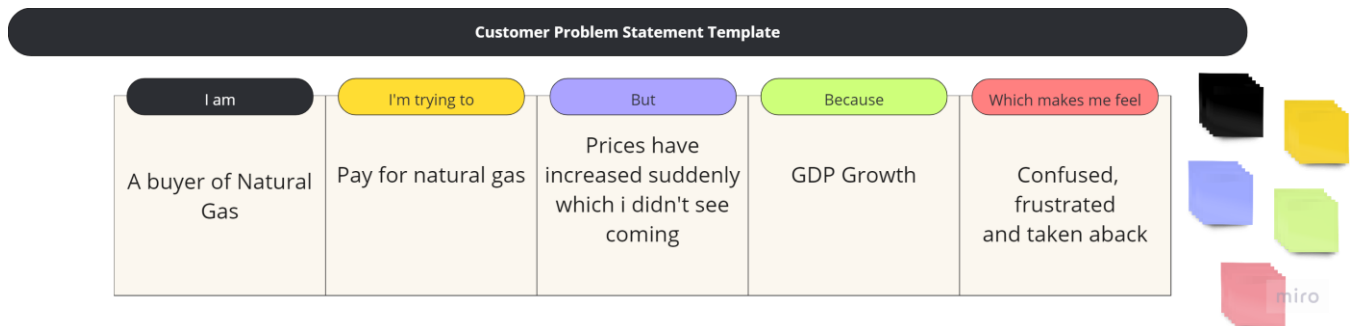 Customer Problem Statement Template
I am
I'm trying to
But
Because
Which makes me feel
A buyer of Natural
Gas
Pay for natural gas
Prices have
increased suddenly
which i didn't see
coming
GDP Growth
Confused,
frustrated
and taken aback
miro